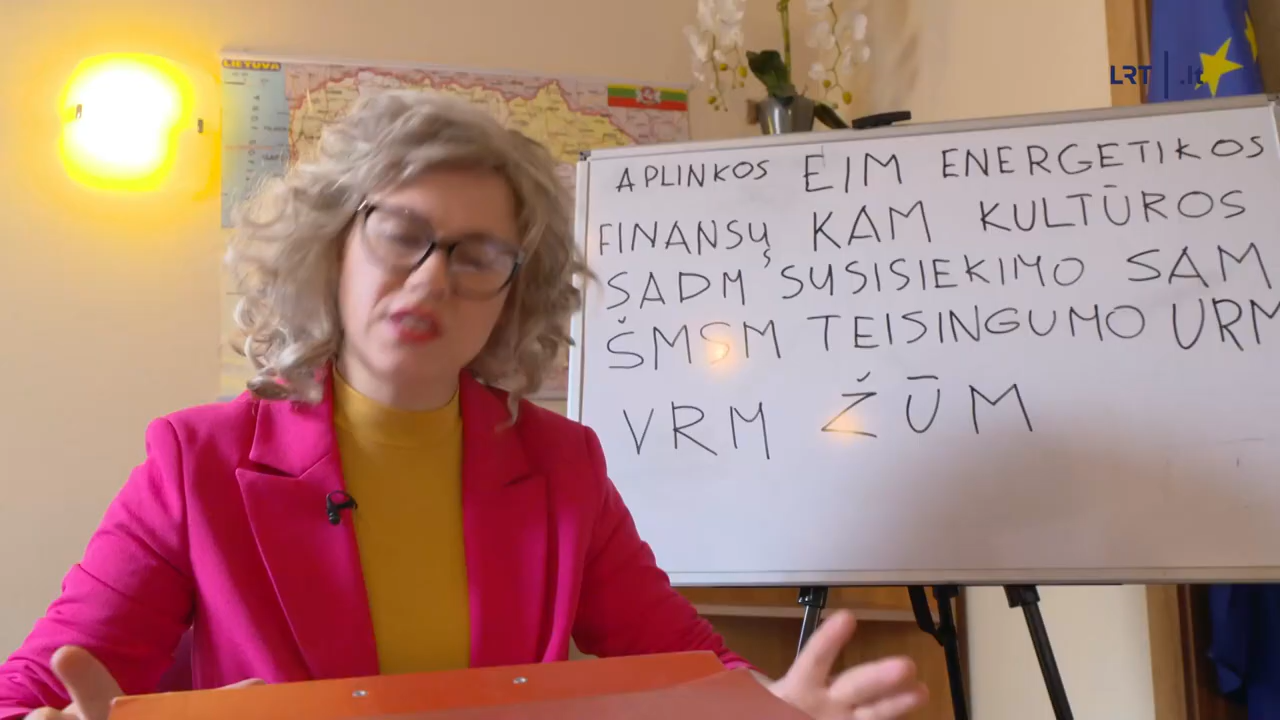 LIETUVA
LRT | .lt
APLINKOS EIM ENERGETIKOS
FINANSŲ KAM KULTŪROS
SADM SUSISIEKIMO SAM
ŠMSM TEISINGUMO URM
VRM ŽŪM